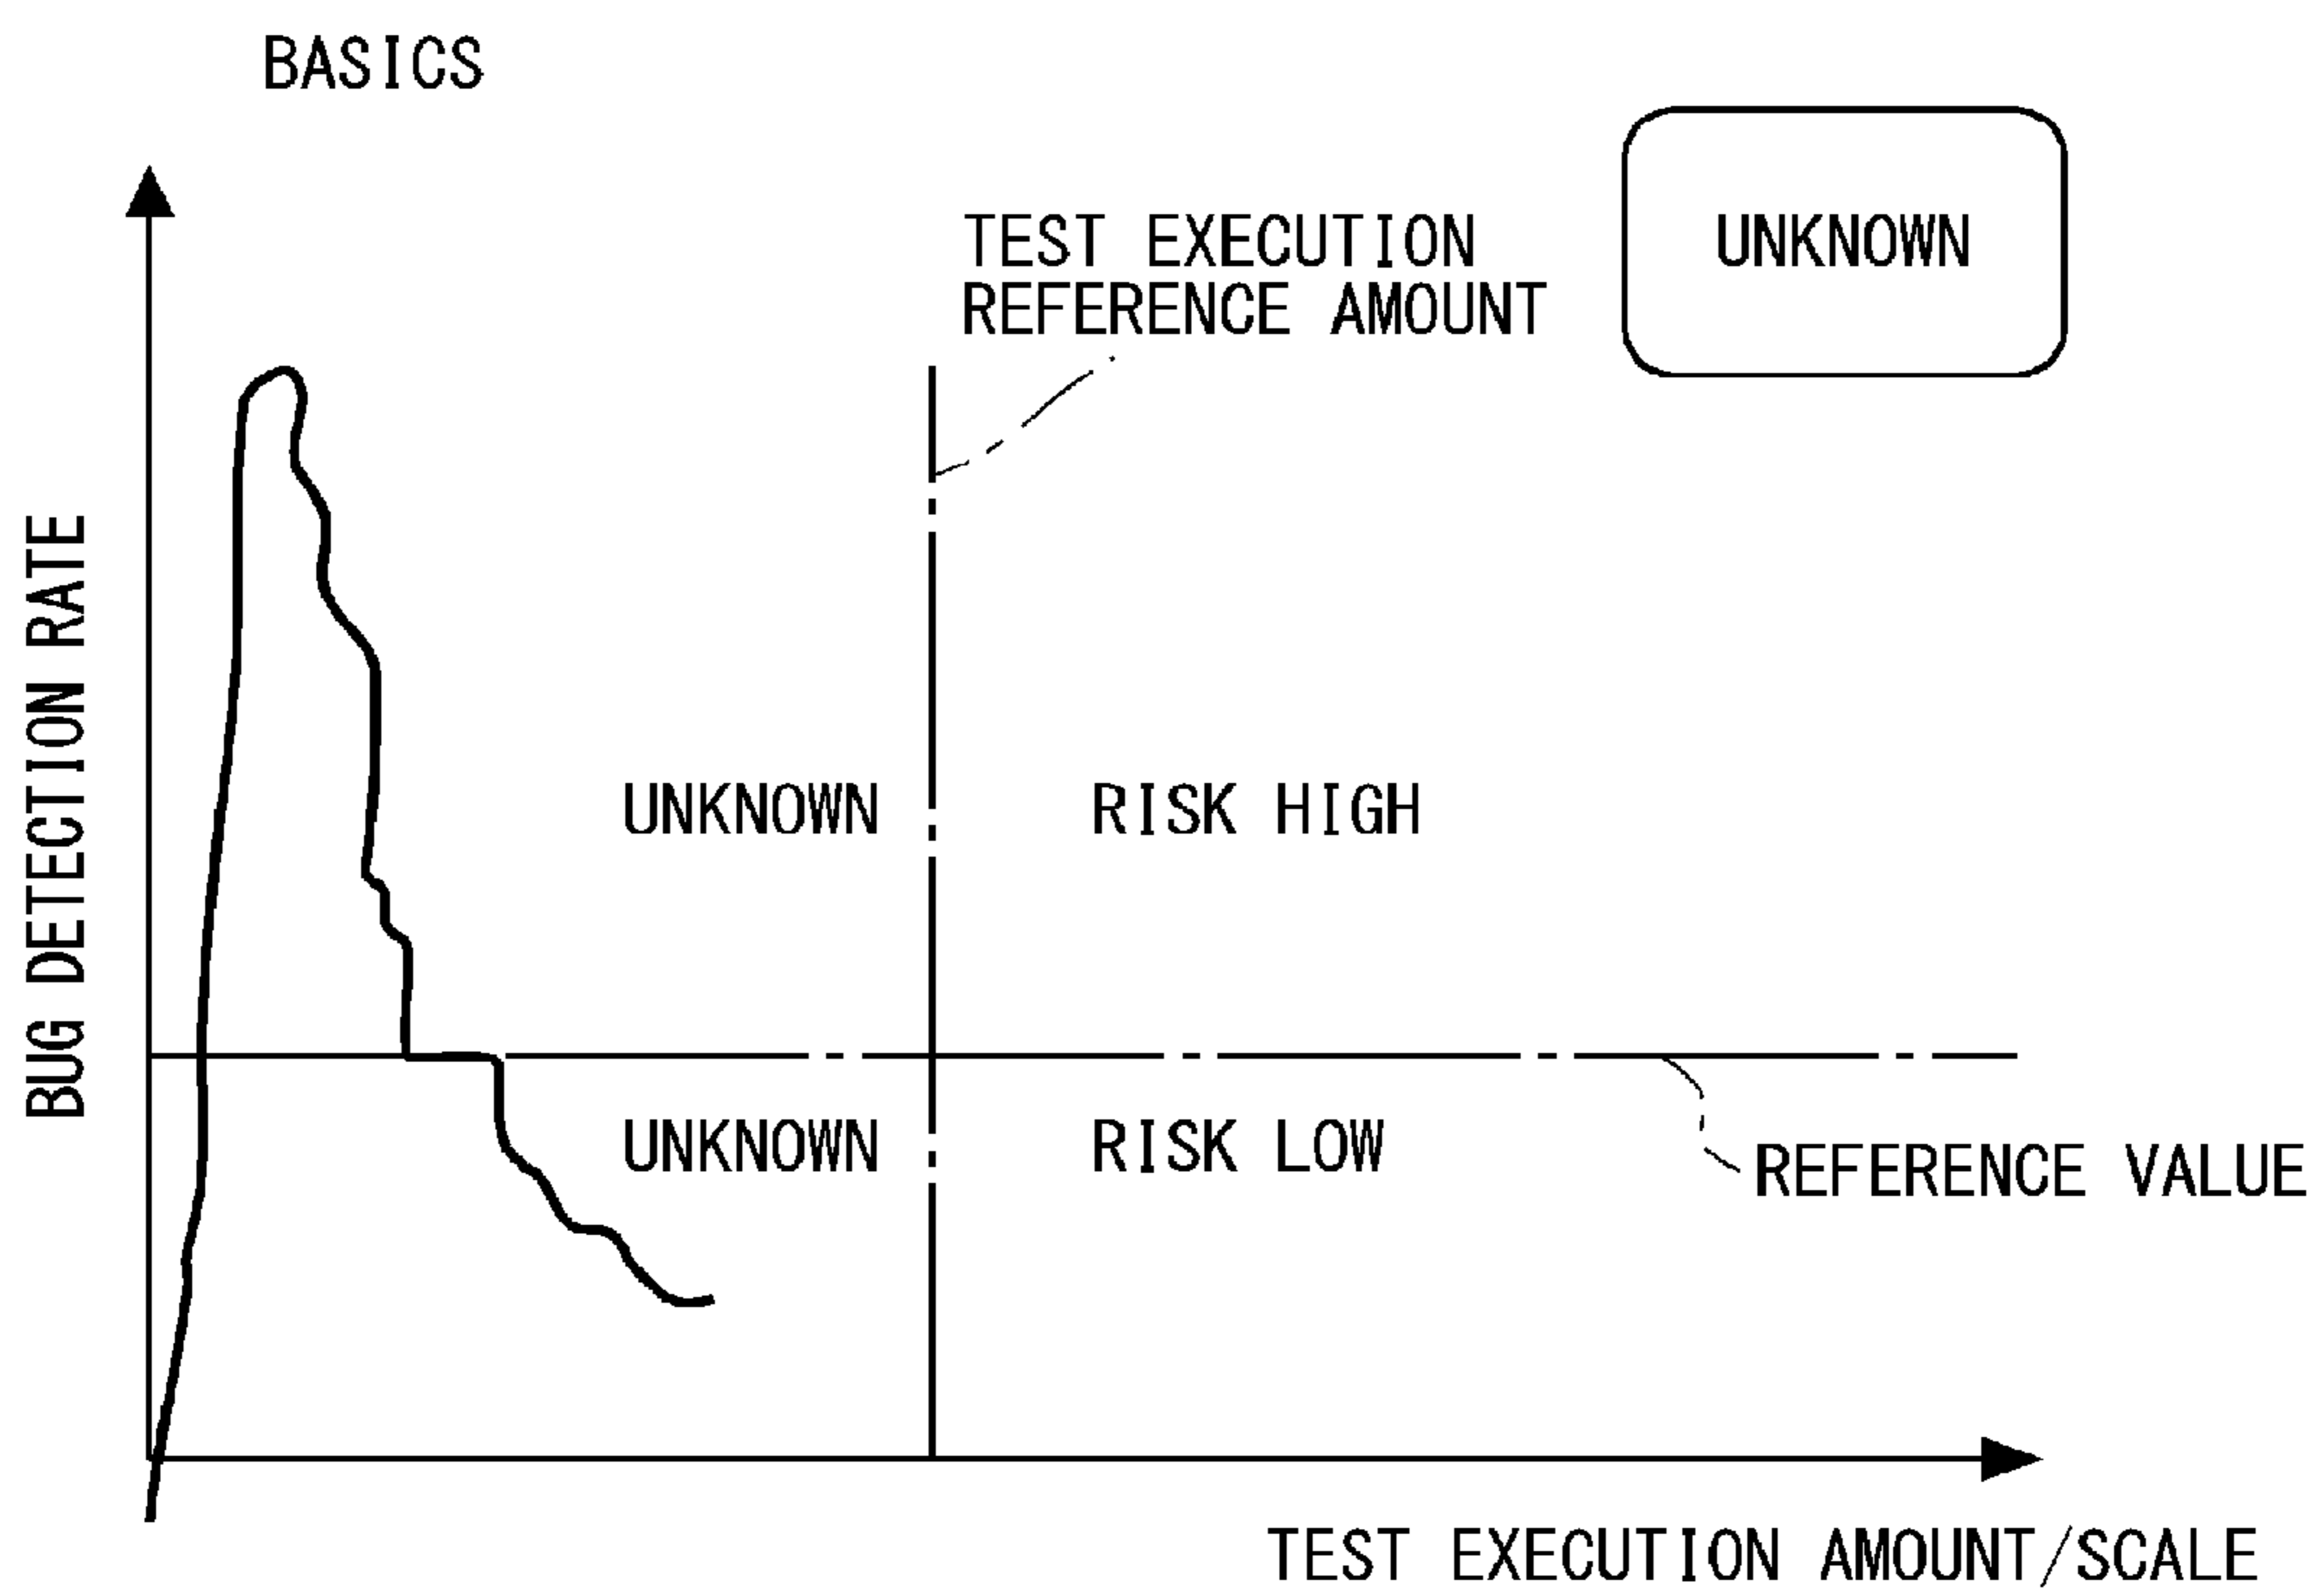 BASICS
TEST EXECUTION
REFERENCE AMOUNT
UNKNOWN
BUG DETECTION RATE
UNKNOWN
RISK HIGH
UNKNOWN
RISK LOW
REFERENCE VALUE
TEST EXECUTION AMOUNT/SCALE